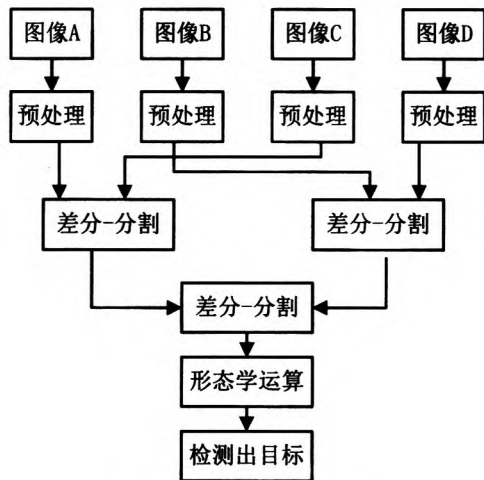 图像A
图像B
图像C
图像D
预处理
预处理
预处理
预处理
差分-分割
差分-分割
差分-分割
形态学运算
检测出目标